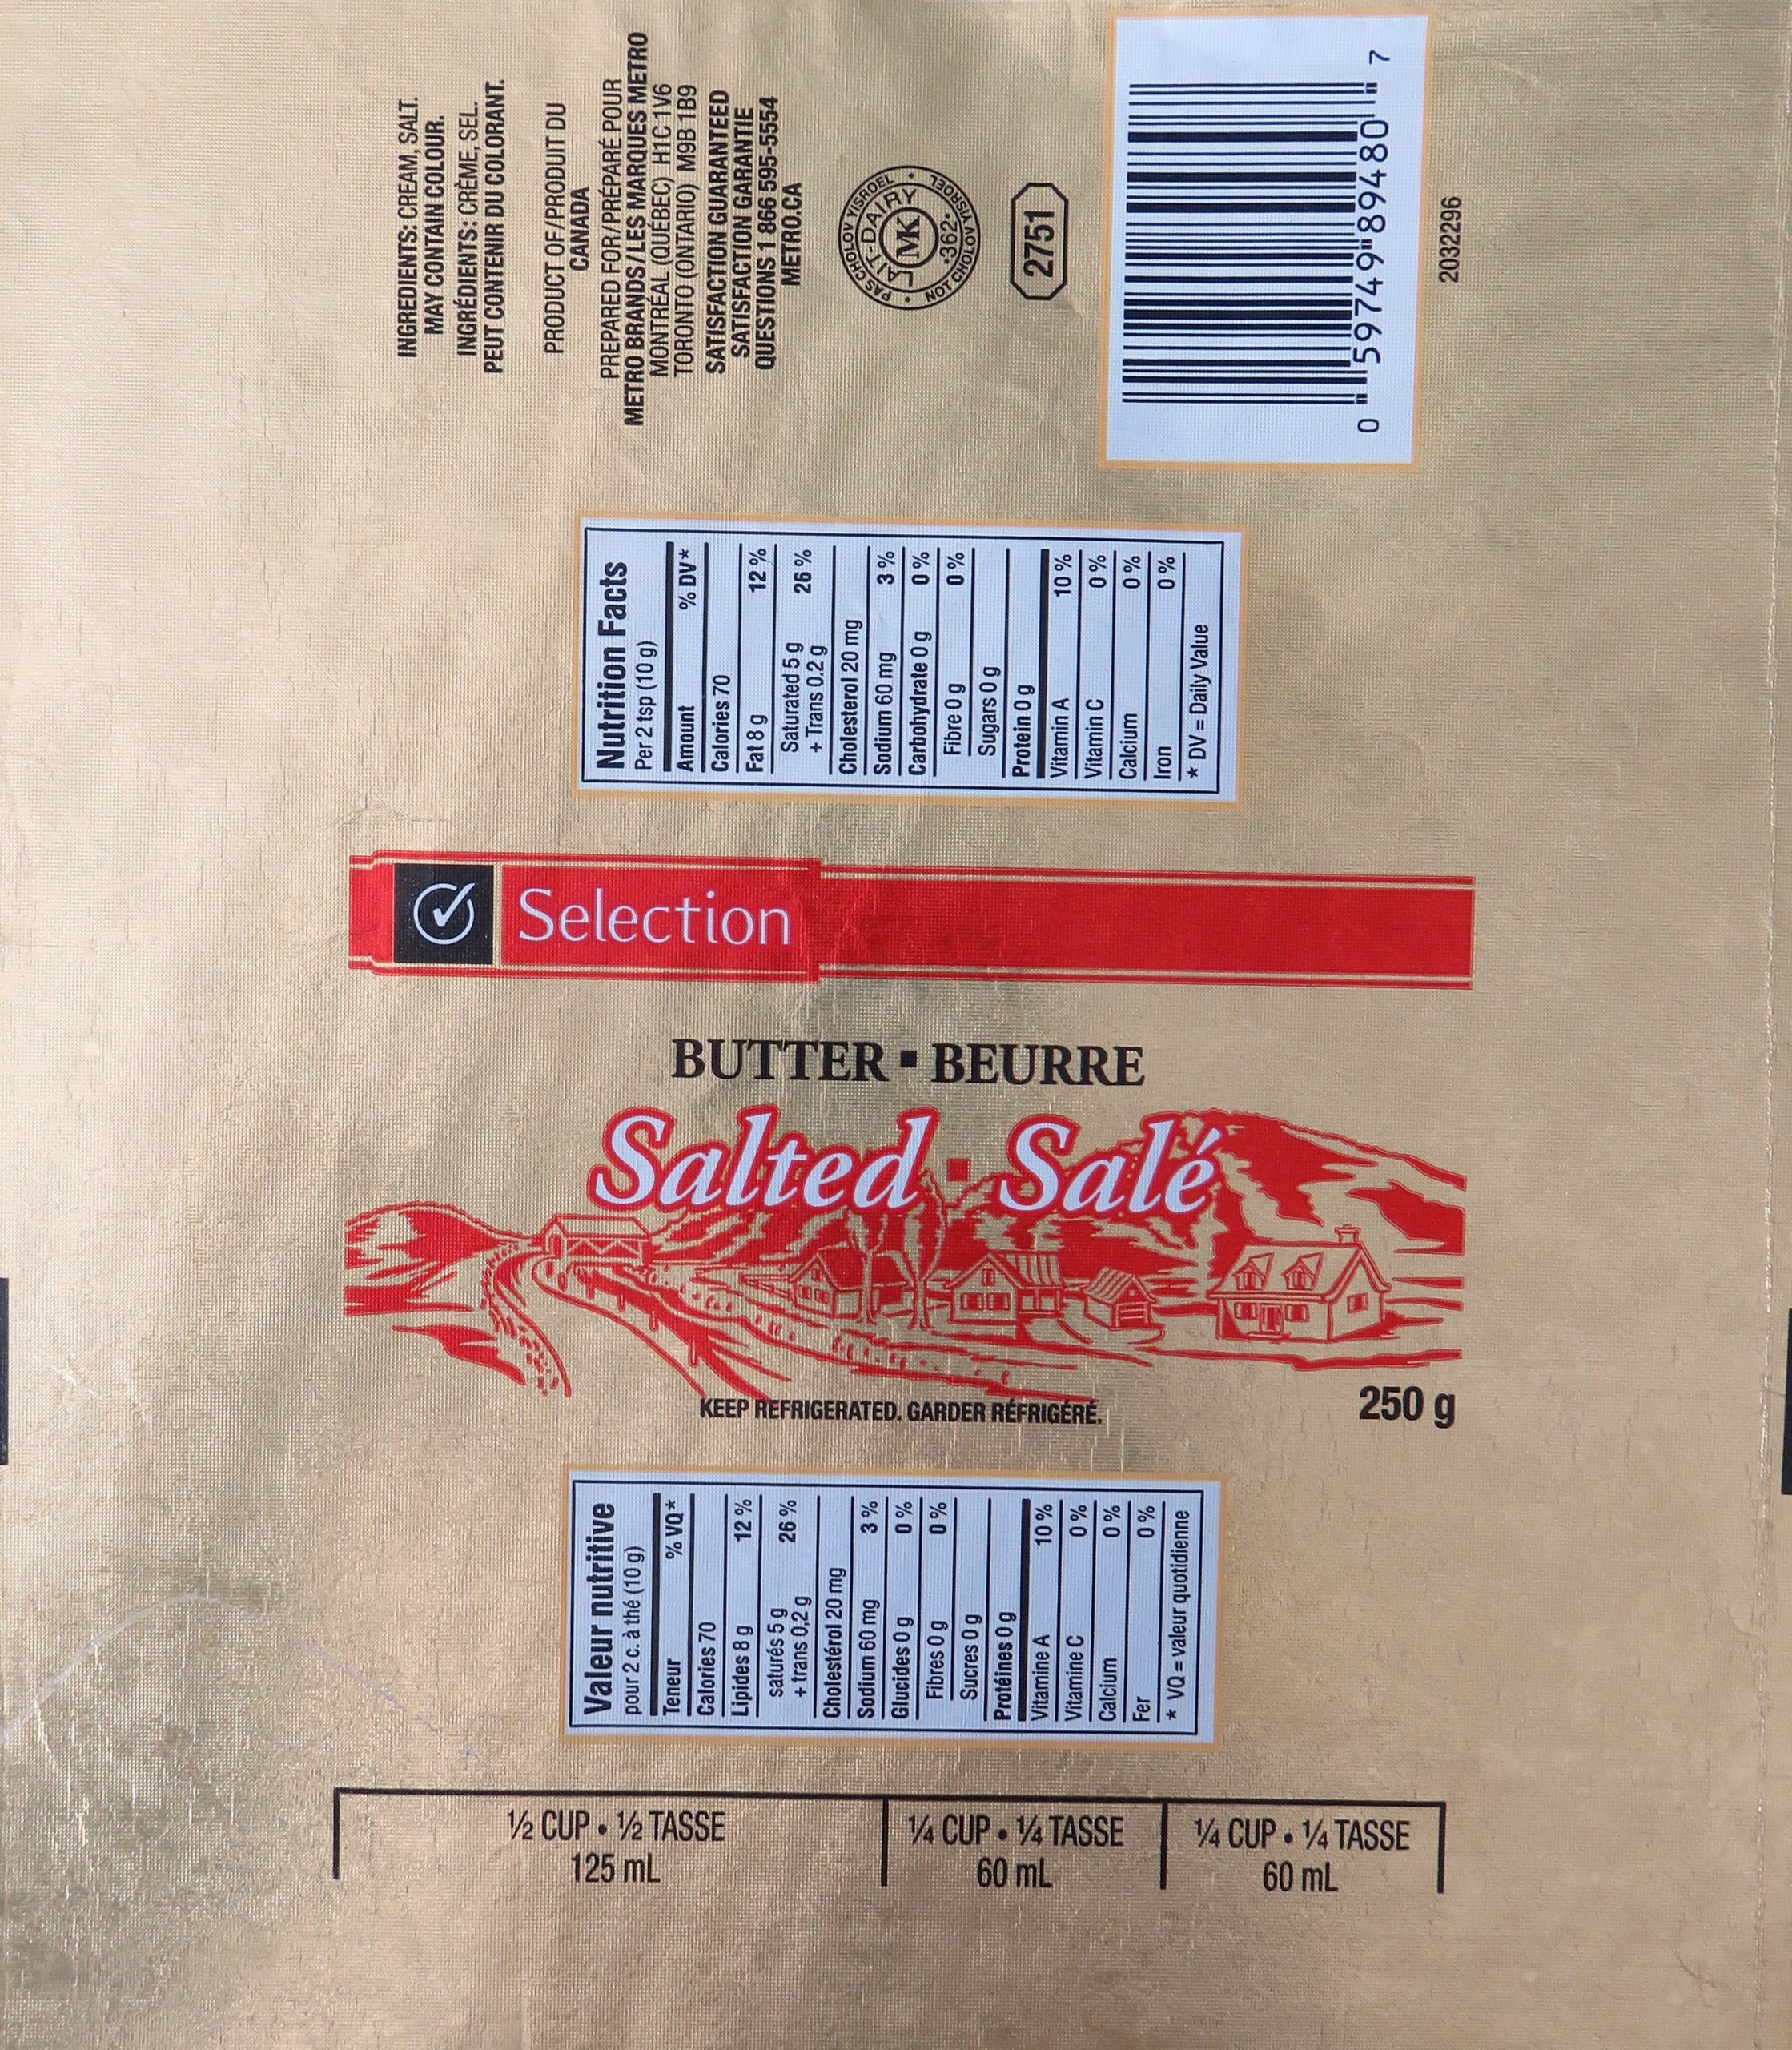 INGREDIENTS: CREAM, SALT.
MAY CONTAIN COLOUR.
INGRÉDIENTS: CRÈME, SEL.
PEUT CONTENIR DU COLORANT.
PRODUCT OF/PRODUIT DU
CANADA
PREPARED FOR/PRÉPARÉ POUR
METRO BRANDS/LES MARQUES METRO
MONTRÉAL (QUÉBEC) H1C 1V6
TORONTO (ONTARIO) M9B 1B9
SATISFACTION GUARANTEED
SATISFACTION GARANTIE
QUESTIONS 1 866 595-5554
METRO.CA
PAS CHOLOV YISROEL
LAIT-DAIRY
MK
•362•
NOT CHOLOV YISROEL
2751
0 59749 89480 7
2032296
Nutrition Facts
Per 2 tsp (10 g)
Amount % DV*
Calories 70
Fat 8 g 12 %
Saturated 5 g
+ Trans 0.2 g 26 %
Cholesterol 20 mg
Sodium 60 mg 3 %
Carbohydrate 0 g 0 %
Fibre 0 g 0 %
Sugars 0 g
Protein 0 g
Vitamin A 10 %
Vitamin C 0 %
Calcium 0 %
Iron 0 %
* DV = Daily Value
Selection
BUTTER ▪ BEURRE
Salted ▪ Salé
KEEP REFRIGERATED. GARDER RÉFRIGÉRÉ.
250 g
Valeur nutritive
pour 2 c. à thé (10 g)
Teneur % VQ*
Calories 70
Lipides 8 g 12 %
saturés 5 g
+ trans 0,2 g 26 %
Cholestérol 20 mg
Sodium 60 mg 3 %
Glucides 0 g 0 %
Fibres 0 g 0 %
Sucres 0 g
Protéines 0 g
Vitamine A 10 %
Vitamine C 0 %
Calcium 0 %
Fer 0 %
* VQ = valeur quotidienne
½ CUP • ½ TASSE
125 mL
¼ CUP • ¼ TASSE
60 mL
¼ CUP • ¼ TASSE
60 mL